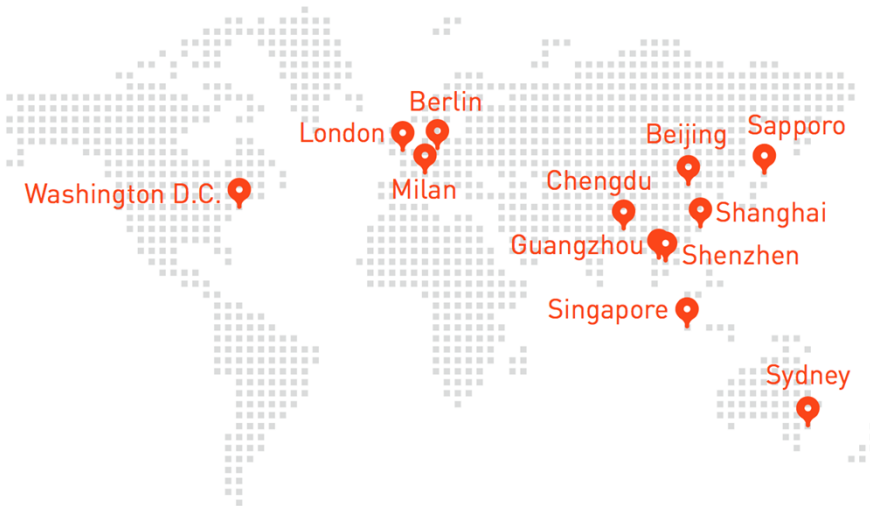 Berlin
London
Beijing
Sapporo
Milan
Washington D.C.
Chengdu
Shanghai
Guangzhou
Shenzhen
Singapore
Sydney